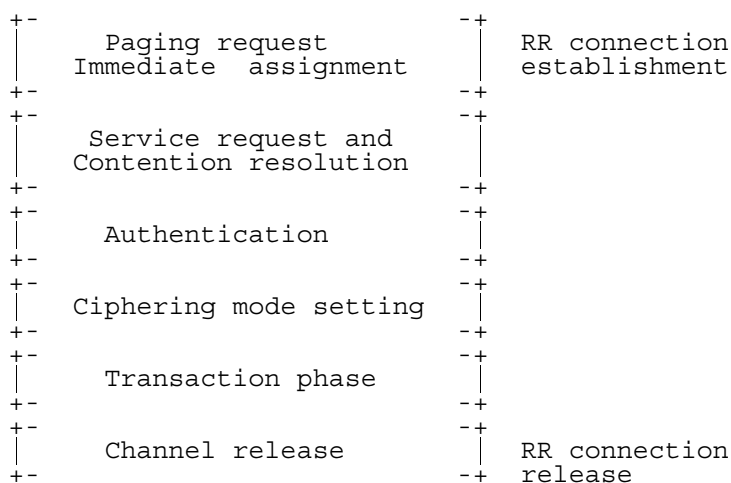 Paging request RR connection
Immediate assignment establishment
Service request and
Contention resolution
Authentication
Ciphering mode setting
Transaction phase
Channel release RR connection
release